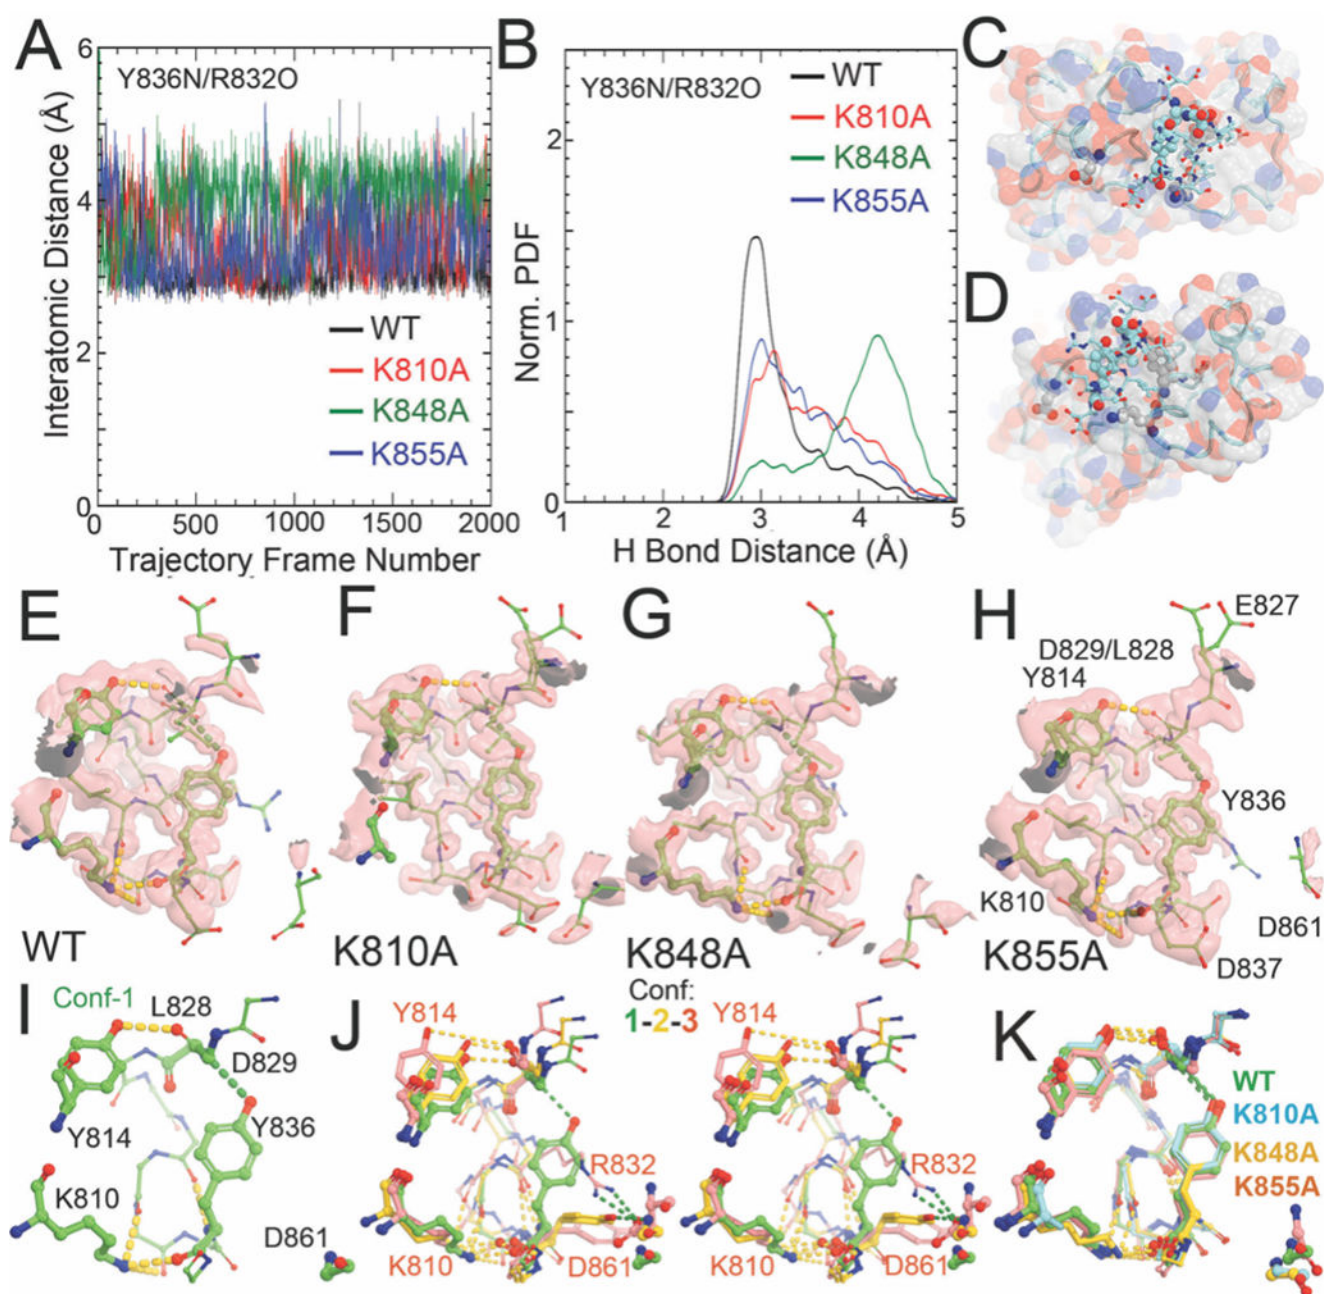 A
Y836N/R832O
Interatomic Distance (Å)
6
4
2
0
0
500
1000
1500
2000
Trajectory Frame Number
WT
K810A
K848A
K855A
B
Y836N/R832O
WT
K810A
K848A
K855A
Norm. PDF
2
1
0
1
2
3
4
5
H Bond Distance (Å)
C
D
E
WT
F
K810A
G
K848A
H
E827
D829/L828
Y814
Y836
K810
D861
K855A
D837
I
Conf-1
L828
D829
Y836
Y814
K810
D861
J
Conf:
1-2-3
Y814
R832
K810
D861
Y814
R832
K810
D861
K
WT
K810A
K848A
K855A